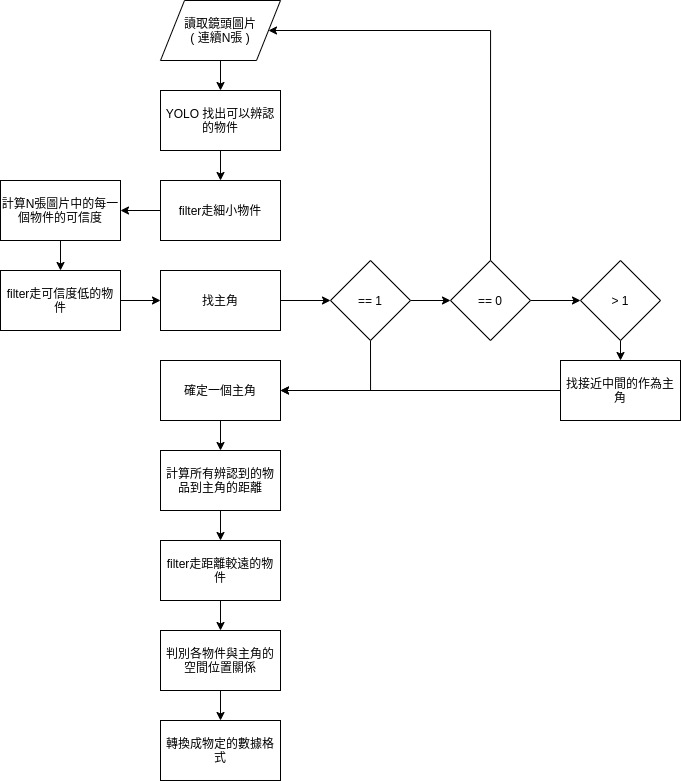 讀取鏡頭圖片
( 連續N張 )
YOLO 找出可以辨認
的物件
filter走細小物件
計算N張圖片中的每一
個物件的可信度
filter走可信度低的物
件
找主角
== 1
== 0
> 1
找接近中間的作為主
角
確定一個主角
計算所有辨認到的物
品到主角的距離
filter走距離較遠的物
件
判別各物件與主角的
空間位置關係
轉換成物定的數據格
式